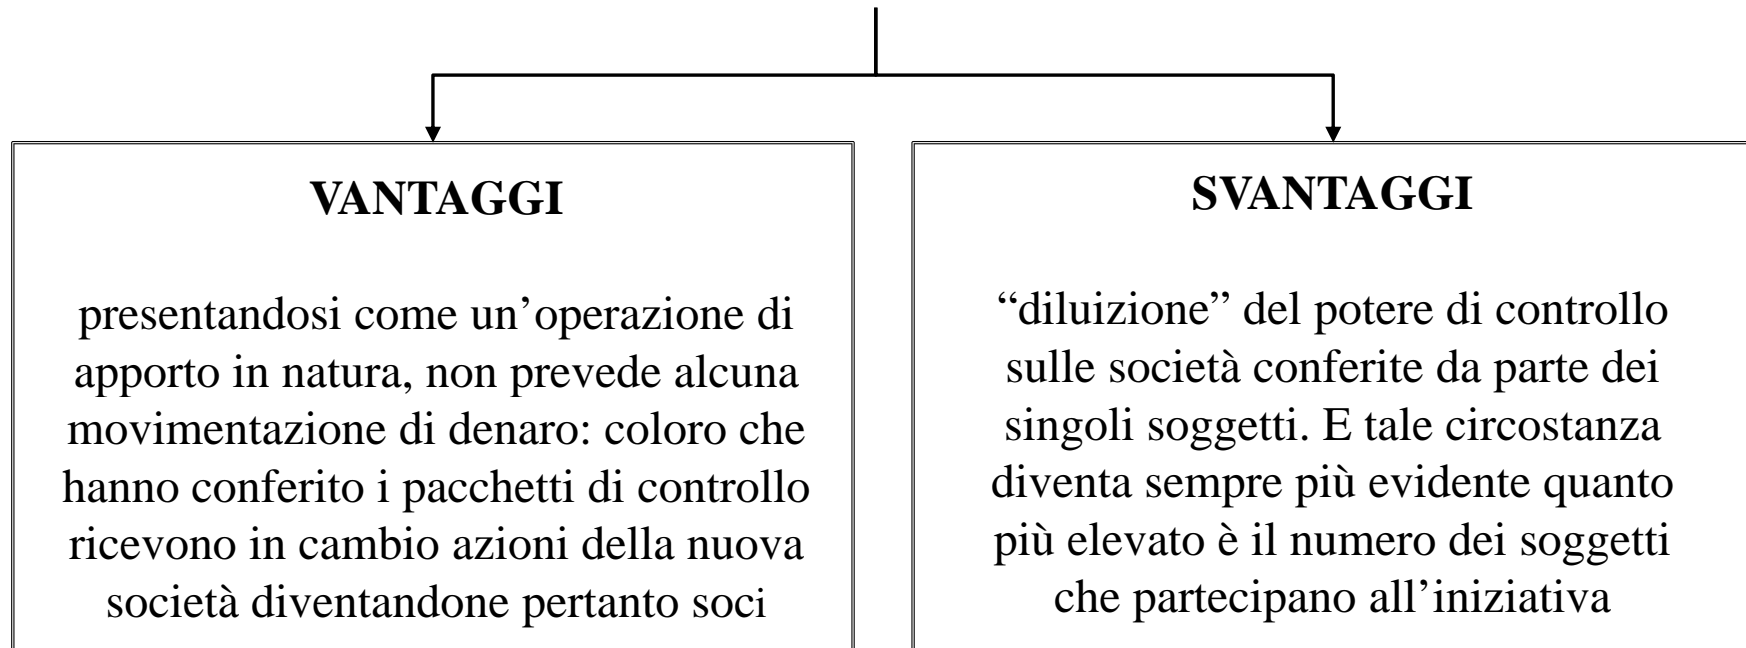 VANTAGGI
presentandosi come un’operazione di
apporto in natura, non prevede alcuna
movimentazione di denaro: coloro che
hanno conferito i pacchetti di controllo
ricevono in cambio azioni della nuova
società diventandone pertanto soci
SVANTAGGI
“diluizione” del potere di controllo
sulle società conferite da parte dei
singoli soggetti. E tale circostanza
diventa sempre più evidente quanto
più elevato è il numero dei soggetti
che partecipano all’iniziativa